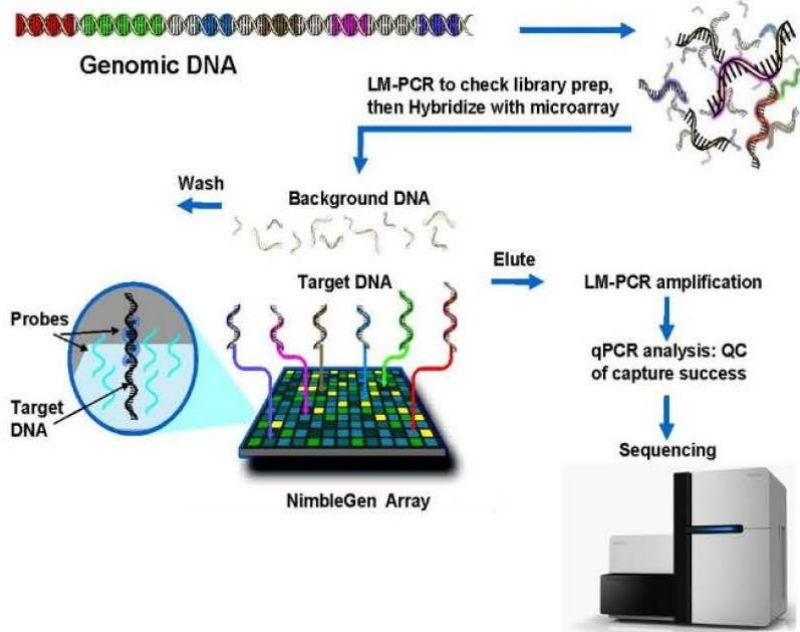 Genomic DNA
LM-PCR to check library prep,
then Hybridize with microarray
Wash
Background DNA
Elute
Target DNA
LM-PCR amplification
Probes
qPCR analysis: QC
of capture success
Target
DNA
Sequencing
NimbleGen Array